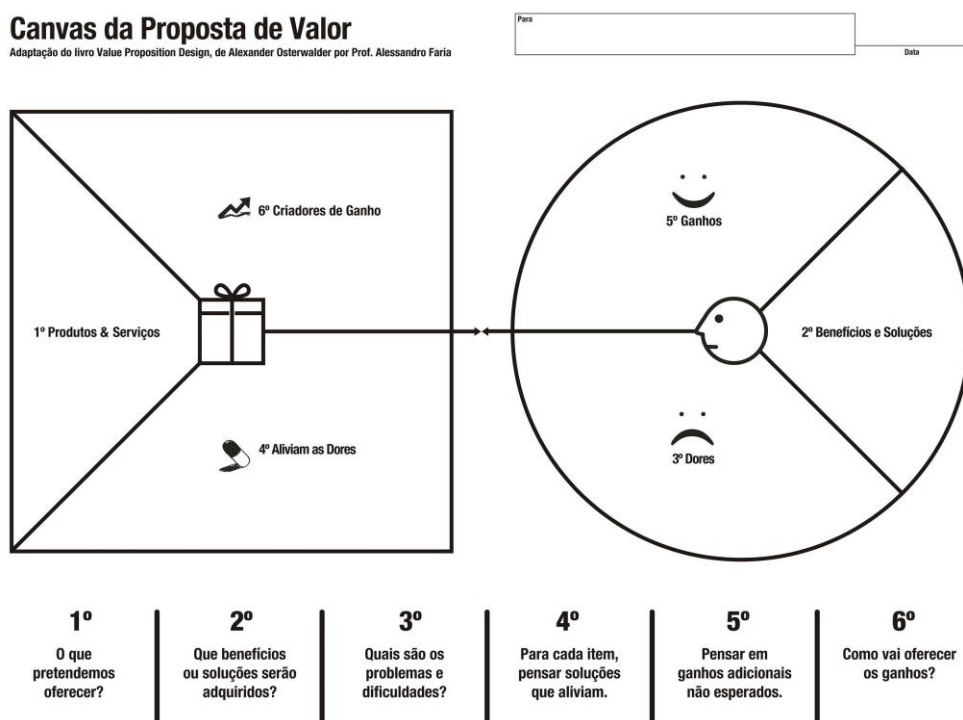 Canvas da Proposta de Valor
Adaptação do livro Value Proposition Design, de Alexander Osterwalder por Prof. Alessandro Faria
Para
Data
6º Criadores de Ganho
1º Produtos & Serviços
4º Aliviam as Dores
5º Ganhos
2º Benefícios e Soluções
3º Dores
1º
O que
pretendemos
oferecer?
2º
Que benefícios
ou soluções serão
adquiridos?
3º
Quais são os
problemas e
dificuldades?
4º
Para cada item,
pensar soluções
que aliviam.
5º
Pensar em
ganhos adicionais
não esperados.
6º
Como vai oferecer
os ganhos?